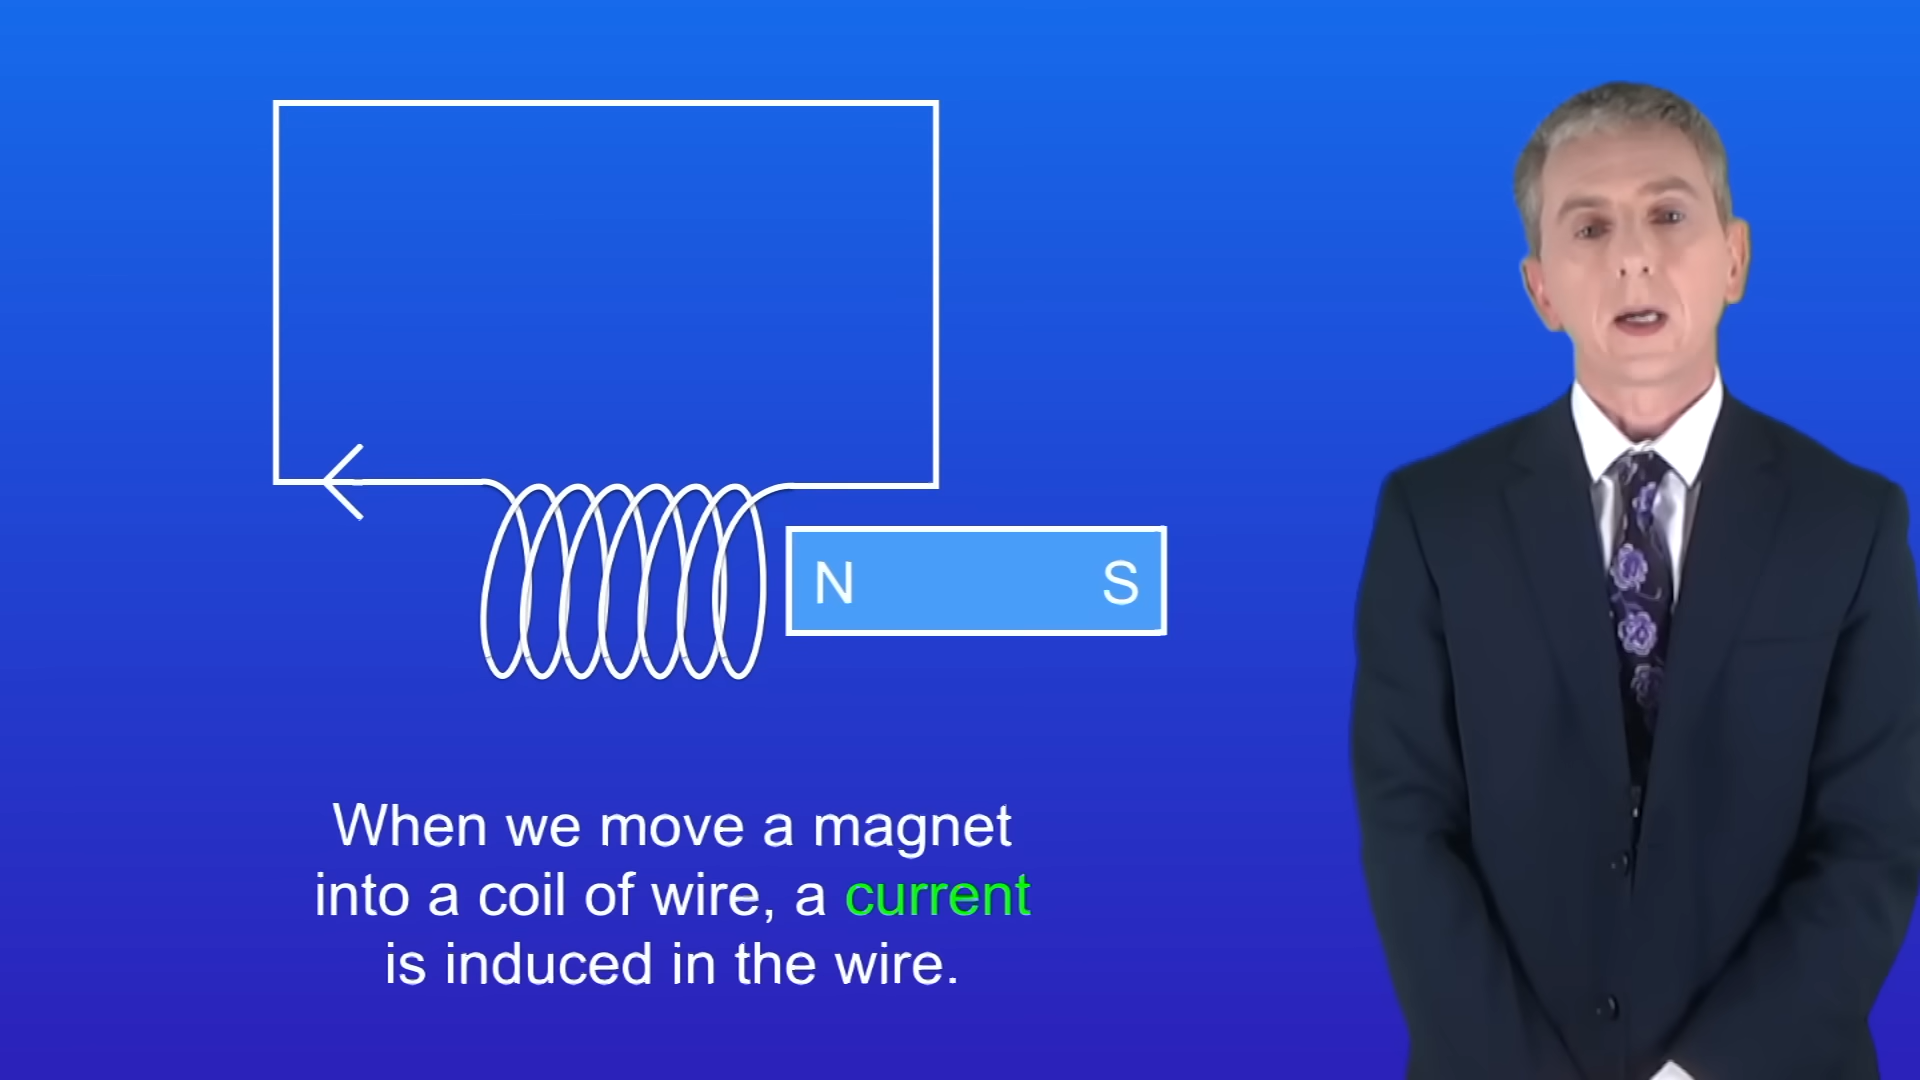 N S
When we move a magnet
into a coil of wire, a current
is induced in the wire.